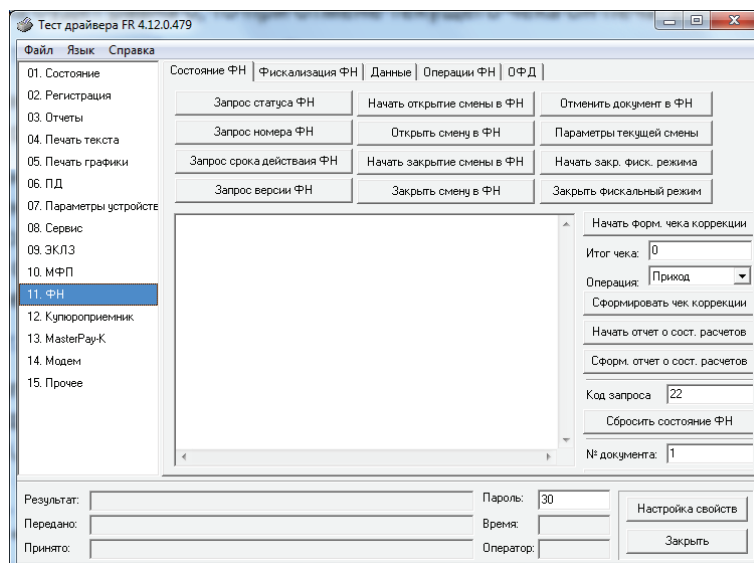 Тест драйвера FR 4.12.0.479
Файл Язык Справка
01. Состояние
02. Регистрация
03. Отчеты
04. Печать текста
05. Печать графики
06. ПД
07. Параметры устройств
08. Сервис
09. ЭКЛЗ
10. МФП
11. ФН
12. Купюроприемник
13. MasterPay-K
14. Модем
15. Прочее
Состояние ФН Фискализация ФН Данные Операции ФН ОФД
Запрос статуса ФН Начать открытие смены в ФН Отменить документ в ФН
Запрос номера ФН Открыть смену в ФН Параметры текущей смены
Запрос срока действаия ФН Начать закрытие смены в ФН Начать закр. фиск. режима
Запрос версии ФН Закрыть смену в ФН Закрыть фискальный режим
Начать форм. чека коррекции
Итог чека: 0
Операция: Приход
Сформировать чек коррекции
Начать отчет о сост. расчетов
Сформ. отчет о сост. расчетов
Код запроса 22
Сбросить состояние ФН
№ документа: 1
Результат: Пароль: 30 Настройка свойств
Передано: Время:
Принято: Оператор: Закрыть